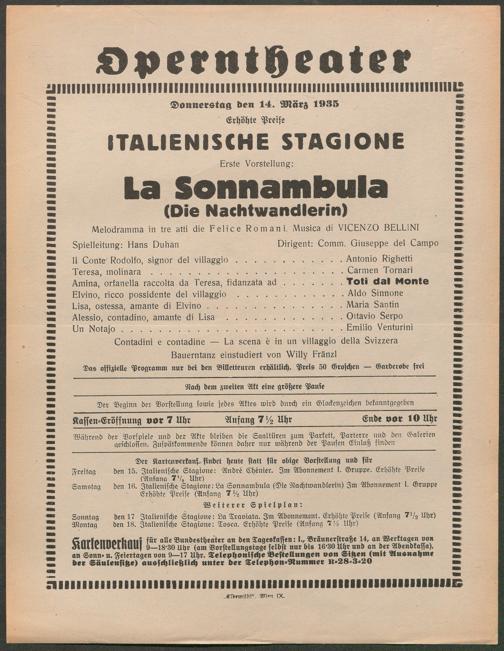 Operntheater
Donnerstag den 14. März 1935
Erhöhte Preise
ITALIENISCHE STAGIONE
Erste Vorstellung:
La Sonnambula
(Die Nachtwandlerin)
Melodramma in tre atti die Felice Romani. Musica di VICENZO BELLINI
Spielleitung: Hans Duhan Dirigent: Comm. Giuseppe del Campo
Il Conte Rodolfo, signor del villaggio . . . . . . . . . . Antonio Righetti
Teresa, molinara . . . . . . . . . . . . . . . . . . . Carmen Tornari
Amina, orfanella raccolta da Teresa, fidanzata ad . . . . . . Toti dal Monte
Elvino, ricco possidente del villaggio . . . . . . . . . . Aldo Sinnone
Lisa, ostessa, amante di Elvino . . . . . . . . . . . . . Maria Santin
Alessio, contadino, amante di Lisa . . . . . . . . . . . Ottavio Serpo
Un Notajo . . . . . . . . . . . . . . . . . . . . . Emilio Venturini
Contadini e contadine — La scena è in un villaggio della Svizzera
Bauerntanz einstudiert von Willy Fränzl
Das offizielle Programm nur bei den Billetteuren erhältlich. Preis 50 Groschen — Garderobe frei
Nach dem zweiten Akt eine größere Pause
Der Beginn der Vorstellung sowie jedes Aktes wird durch ein Glockenzeichen bekanntgegeben
Kassen-Eröffnung vor 7 Uhr Anfang 7½ Uhr Ende vor 10 Uhr
Während der Vorspiele und der Akte bleiben die Saaltüren zum Parkett, Parterre und den Galerien
geschlossen. Zuspätkommende können daher nur während der Pausen Einlaß finden
Der Kartenverkauf findet heute statt für obige Vorstellung und für
Freitag den 15. Italienische Stagione: André Chénier. Im Abonnement I. Gruppe. Erhöhte Preise
(Anfang 7½ Uhr)
Samstag den 16. Italienische Stagione: La Sonnambula (Die Nachtwandlerin) Im Abonnement I. Gruppe
Erhöhte Preise (Anfang 7½ Uhr)
Weiterer Spielplan:
Sonntag den 17 Italienische Stagione: La Traviata. Im Abonnement. Erhöhte Preise (Anfang 7½ Uhr)
Montag den 18. Italienische Stagione: Tosca. Erhöhte Preise (Anfang 7½ Uhr)
Kartenverkauf für alle Bundestheater an den Tageskassen: I., Bräunerstraße 14, an Werktagen von
9—18·30 Uhr (am Vorstellungstage selbst nur bis 16·30 Uhr und an der Abendkassa),
an Sonn- u. Feiertagen von 9—17 Uhr. Telephonische Bestellungen von Sitzen (mit Ausnahme
der Säulensitze) ausschließlich unter der Telephon-Nummer R-28-3-20
"Elbemühl", Wien IX.